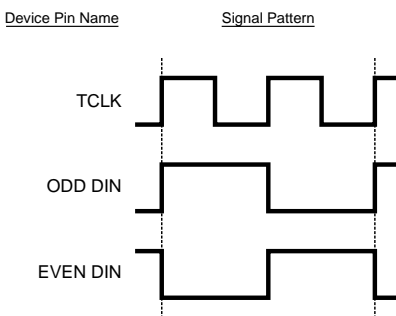 Device Pin Name
Signal Pattern
TCLK
ODD DIN
EVEN DIN